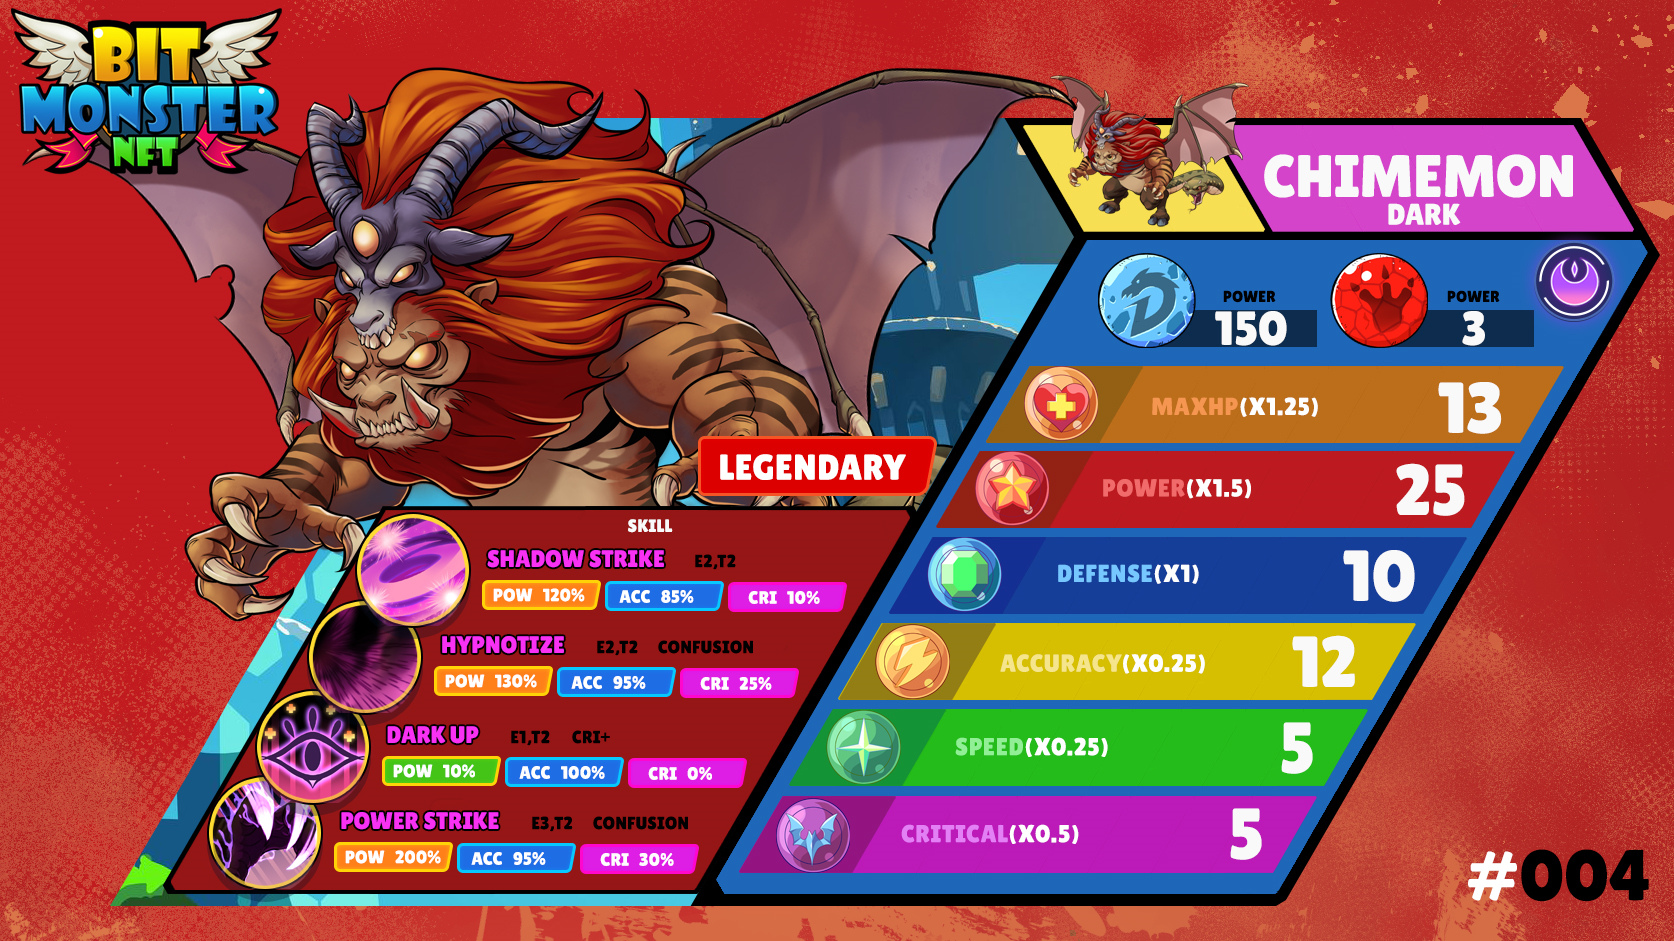 BIT
MONSTER
NFT
CHIMEMON
DARK
POWER
150
POWER
3
MAXHP(X1.25) 13
POWER(X1.5) 25
DEFENSE(X1) 10
ACCURACY(X0.25) 12
SPEED(X0.25) 5
CRITICAL(X0.5) 5
LEGENDARY
SKILL
SHADOW STRIKE E2,T2
POW 120% ACC 85% CRI 10%
HYPNOTIZE E2,T2 CONFUSION
POW 130% ACC 95% CRI 25%
DARK UP E1,T2 CRI+
POW 10% ACC 100% CRI 0%
POWER STRIKE E3,T2 CONFUSION
POW 200% ACC 95% CRI 30%
#004